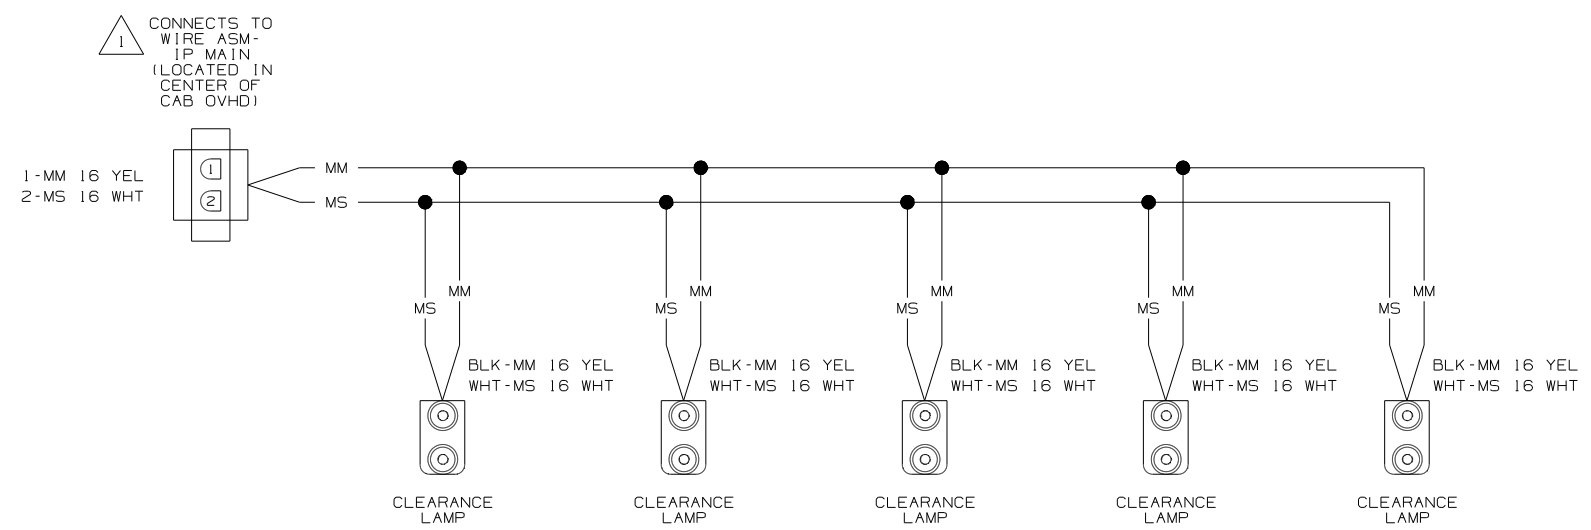 1
CONNECTS TO
WIRE ASM-
IP MAIN
(LOCATED IN
CENTER OF
CAB OVHD)
1-MM 16 YEL
2-MS 16 WHT
1
2
MM
MS
MS
MM
MS
MM
MS
MM
MS
MM
MS
MM
BLK-MM 16 YEL
WHT-MS 16 WHT
BLK-MM 16 YEL
WHT-MS 16 WHT
BLK-MM 16 YEL
WHT-MS 16 WHT
BLK-MM 16 YEL
WHT-MS 16 WHT
BLK-MM 16 YEL
WHT-MS 16 WHT
CLEARANCE
LAMP
CLEARANCE
LAMP
CLEARANCE
LAMP
CLEARANCE
LAMP
CLEARANCE
LAMP